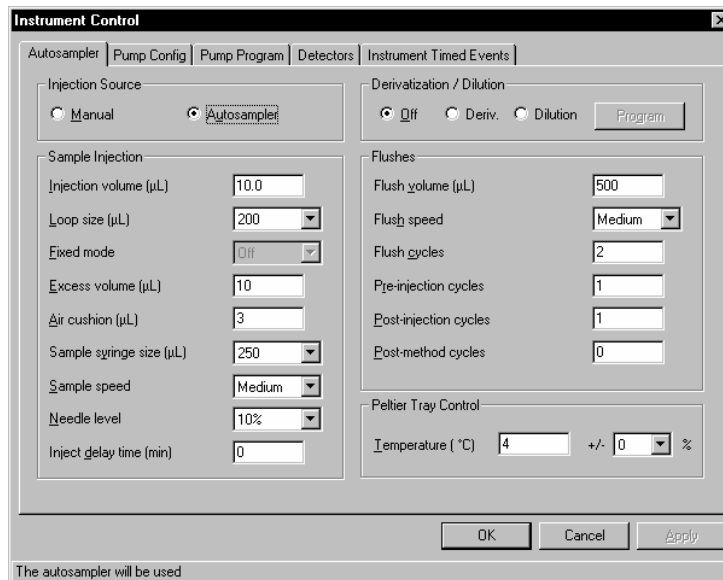 Instrument Control
Autosampler Pump Config Pump Program Detectors Instrument Timed Events
Injection Source
Manual Autosampler
Derivatization / Dilution
Off Deriv. Dilution Program
Sample Injection
Injection volume (µL) 10.0
Loop size (µL) 200
Fixed mode Off
Excess volume (µL) 10
Air cushion (µL) 3
Sample syringe size (µL) 250
Sample speed Medium
Needle level 10%
Inject delay time (min) 0
Flushes
Flush volume (µL) 500
Flush speed Medium
Flush cycles 2
Pre-injection cycles 1
Post-injection cycles 1
Post-method cycles 0
Peltier Tray Control
Temperature ( °C) 4 +/- 0 %
OK Cancel Apply
The autosampler will be used